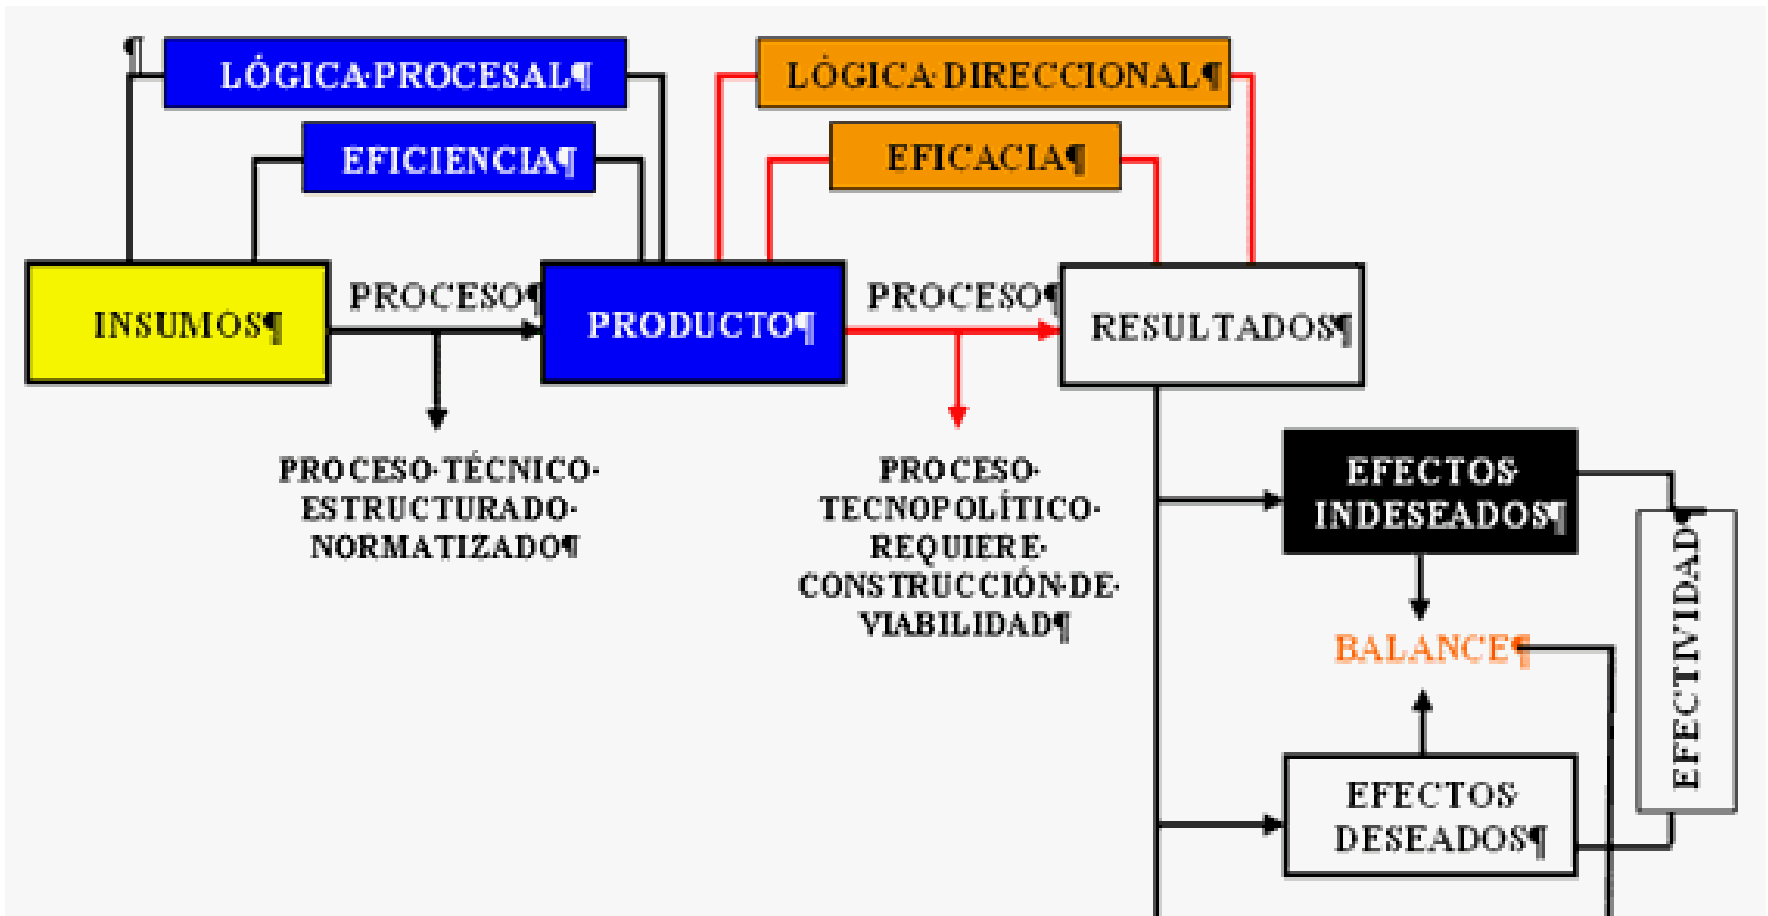 ¶
LÓGICA·PROCESAL¶
LÓGICA·DIRECCIONAL¶
EFICIENCIA¶
EFICACIA¶
INSUMOS¶
PROCESO¶
PRODUCTO¶
PROCESO¶
RESULTADOS¶
PROCESO·TÉCNICO·
ESTRUCTURADO·
NORMATIZADO¶
PROCESO·
TECNOPOLÍTICO·
REQUIERE·
CONSTRUCCIÓN·DE·
VIABILIDAD¶
EFECTOS·
INDESEADOS¶
BALANCE¶
EFECTIVIDAD¶
EFECTOS·
DESEADOS¶